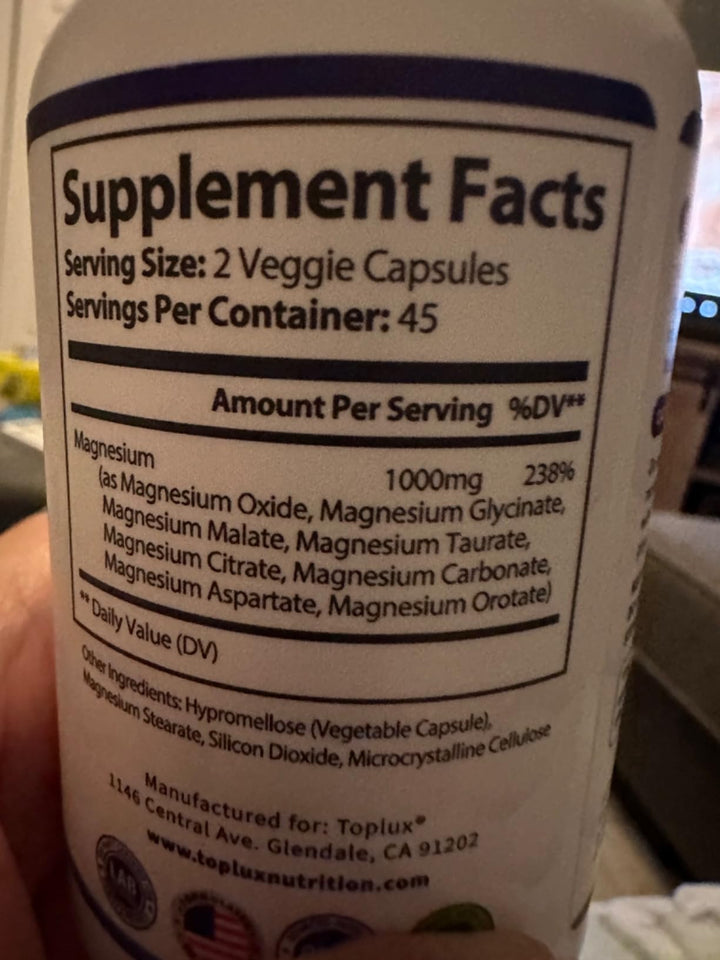 Supplement Facts
Serving Size: 2 Veggie Capsules
Servings Per Container: 45
Amount Per Serving %DV**
Magnesium 1000mg 238%
(as Magnesium Oxide, Magnesium Glycinate,
Magnesium Malate, Magnesium Taurate,
Magnesium Citrate, Magnesium Carbonate,
Magnesium Aspartate, Magnesium Orotate)
** Daily Value (DV)
Other Ingredients: Hypromellose (Vegetable Capsule),
Magnesium Stearate, Silicon Dioxide, Microcrystalline Cellulose
Manufactured for: Toplux®
1146 Central Ave. Glendale, CA 91202
www.topluxnutrition.com
LAB